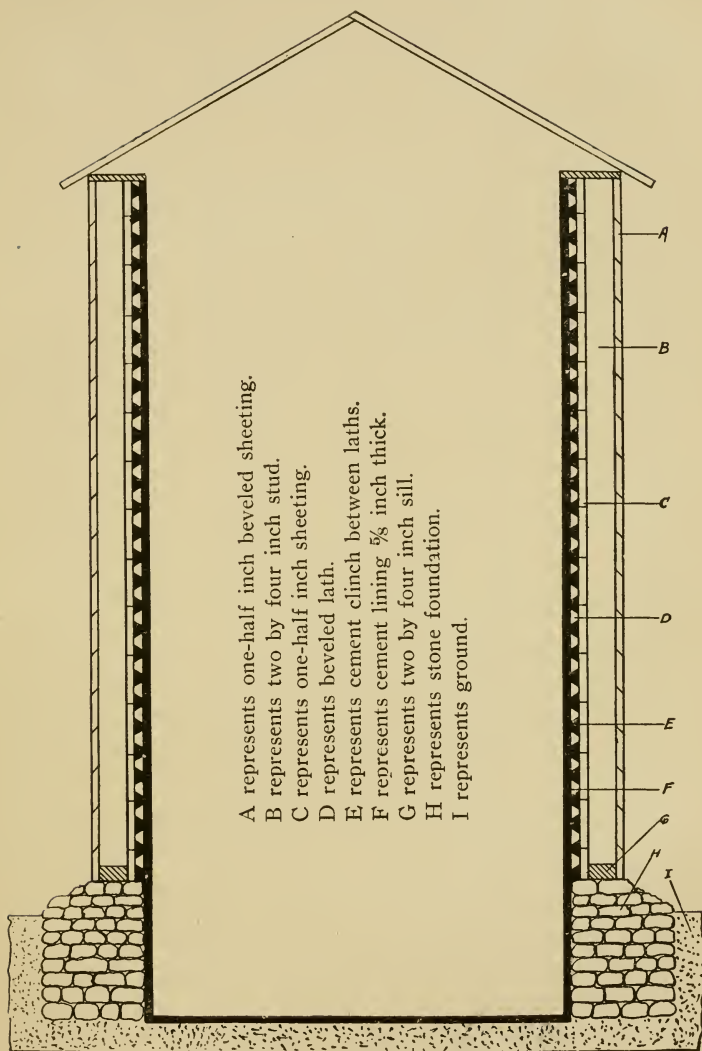 A represents one-half inch beveled sheeting.
B represents two by four inch stud.
C represents one-half inch sheeting.
D represents beveled lath.
E represents cement clinch between laths.
F represents cement lining ⅝ inch thick.
G represents two by four inch sill.
H represents stone foundation.
I represents ground.
A
B
C
D
E
F
G
H
I